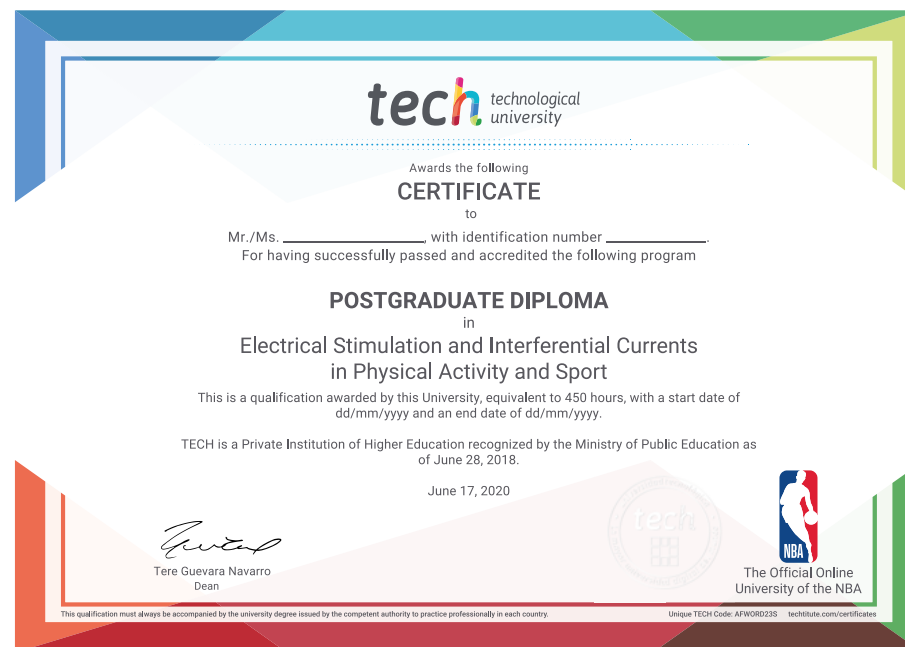 tech technological
university
Awards the following
CERTIFICATE
to
Mr./Ms. ____________________, with identification number ______________.
For having successfully passed and accredited the following program
POSTGRADUATE DIPLOMA
in
Electrical Stimulation and Interferential Currents
in Physical Activity and Sport
This is a qualification awarded by this University, equivalent to 450 hours, with a start date of
dd/mm/yyyy and an end date of dd/mm/yyyy.
TECH is a Private Institution of Higher Education recognized by the Ministry of Public Education as
of June 28, 2018.
June 17, 2020
tech
Tere Guevara Navarro
Dean
NBA
The Official Online
University of the NBA
This qualification must always be accompanied by the university degree issued by the competent authority to practice professionally in each country.
Unique TECH Code: AFWORD23S techtitute.com/certificates